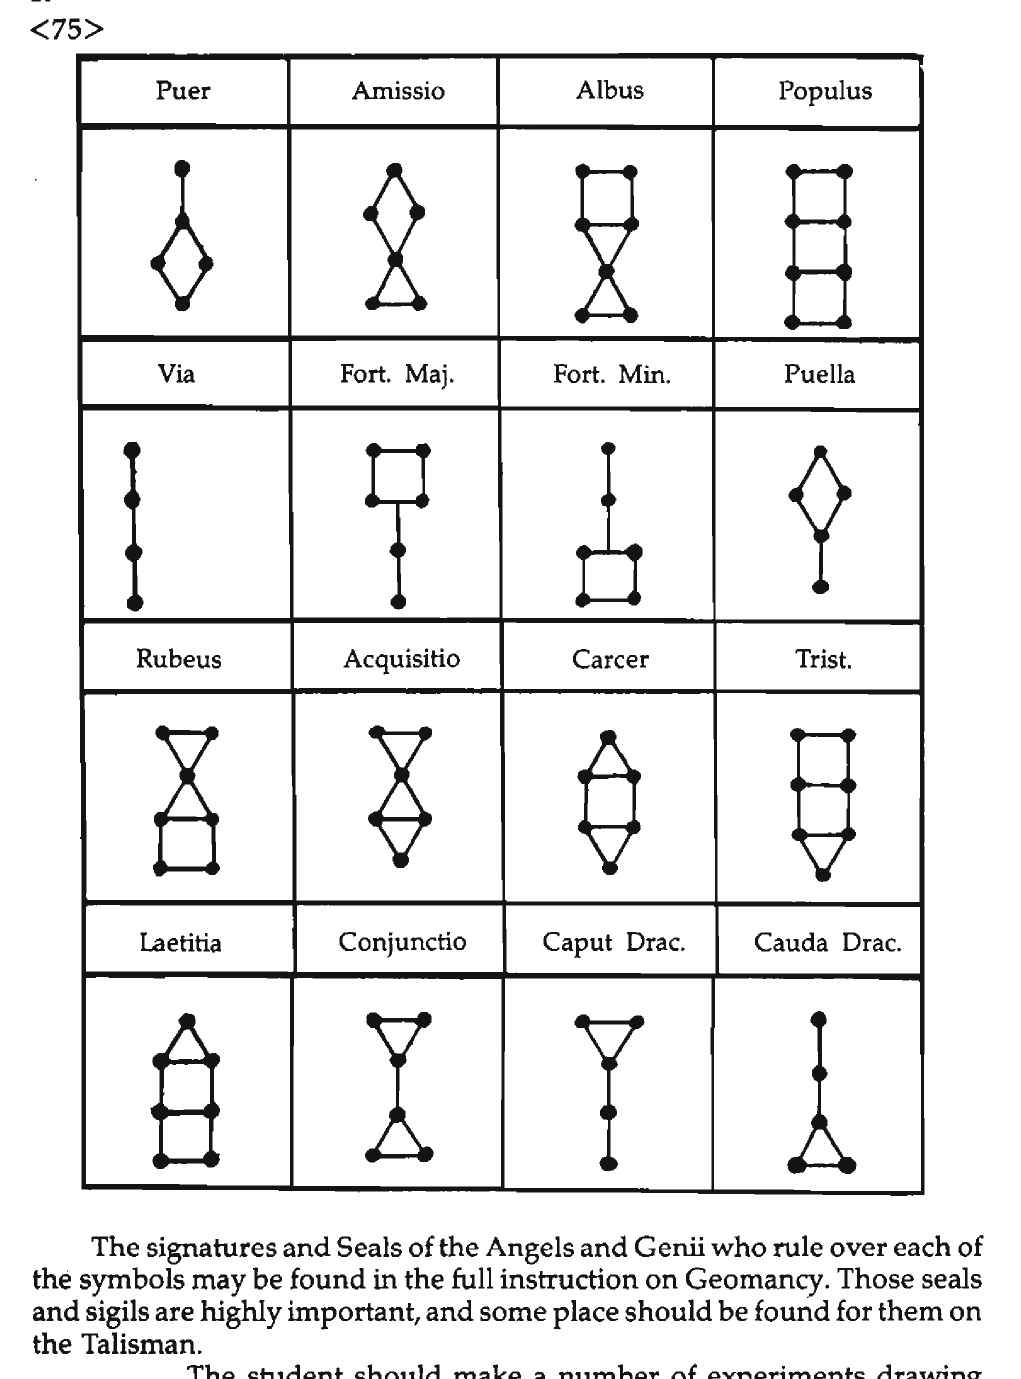 <75>
Puer Amissio Albus Populus
Via Fort. Maj. Fort. Min. Puella
Rubeus Acquisitio Carcer Trist.
Laetitia Conjunctio Caput Drac. Cauda Drac.
The signatures and Seals of the Angels and Genii who rule over each of
the symbols may be found in the full instruction on Geomancy. Those seals
and sigils are highly important, and some place should be found for them on
the Talisman.
The student should make a number of experiments drawing